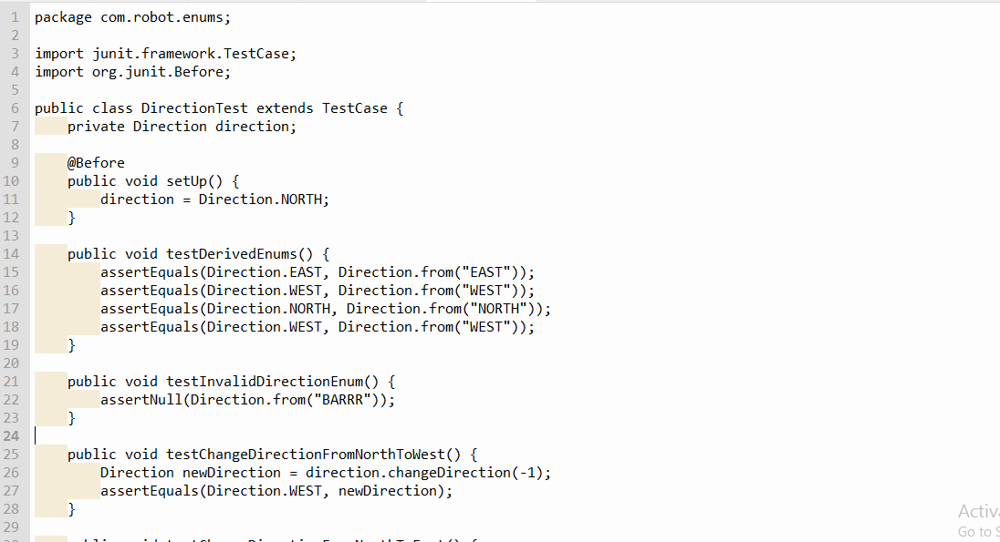 1 package com.robot.enums;
2
3 import junit.framework.TestCase;
4 import org.junit.Before;
5
6 public class DirectionTest extends TestCase {
7     private Direction direction;
8
9     @Before
10     public void setUp() {
11         direction = Direction.NORTH;
12     }
13
14     public void testDerivedEnums() {
15         assertEquals(Direction.EAST, Direction.from("EAST"));
16         assertEquals(Direction.WEST, Direction.from("WEST"));
17         assertEquals(Direction.NORTH, Direction.from("NORTH"));
18         assertEquals(Direction.WEST, Direction.from("WEST"));
19     }
20
21     public void testInvalidDirectionEnum() {
22         assertNull(Direction.from("BARRR"));
23     }
24
25     public void testChangeDirectionFromNorthToWest() {
26         Direction newDirection = direction.changeDirection(-1);
27         assertEquals(Direction.WEST, newDirection);
28     }
29
Activ
Go to S